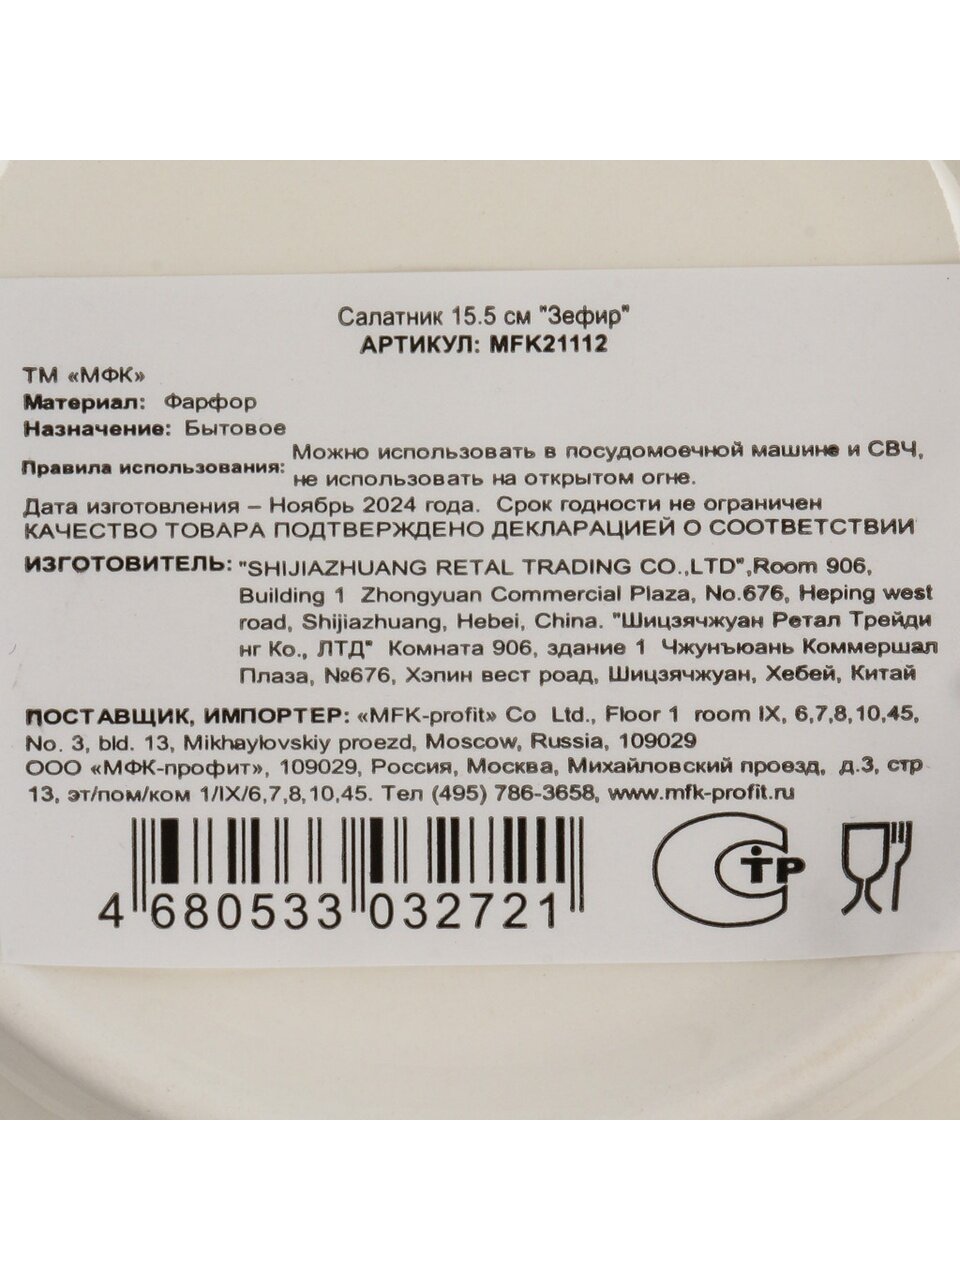 Салатник 15.5 см "Зефир"
АРТИКУЛ: MFK21112
ТМ «МФК»
Материал: Фарфор
Назначение: Бытовое
Правила использования: Можно использовать в посудомоечной машине и СВЧ,
не использовать на открытом огне.
Дата изготовления – Ноябрь 2024 года. Срок годности не ограничен
КАЧЕСТВО ТОВАРА ПОДТВЕРЖДЕНО ДЕКЛАРАЦИЕЙ О СООТВЕТСТВИИ
ИЗГОТОВИТЕЛЬ: "SHIJIAZHUANG RETAL TRADING CO.,LTD",Room 906,
Building 1 Zhongyuan Commercial Plaza, No.676, Heping west
road, Shijiazhuang, Hebei, China. "Шицзячжуан Ретал Трейди
нг Ко., ЛТД" Комната 906, здание 1 Чжунъюань Коммершал
Плаза, №676, Хэпин вест роад, Шицзячжуан, Хебей, Китай
ПОСТАВЩИК, ИМПОРТЕР: «MFK-profit» Co Ltd., Floor 1 room IX, 6,7,8,10,45,
No. 3, bld. 13, Mikhaylovskiy proezd, Moscow, Russia, 109029
ООО «МФК-профит», 109029, Россия, Москва, Михайловский проезд, д.3, стр
13, эт/пом/ком 1/IX/6,7,8,10,45. Тел (495) 786-3658, www.mfk-profit.ru
4 680533 032721
СТР